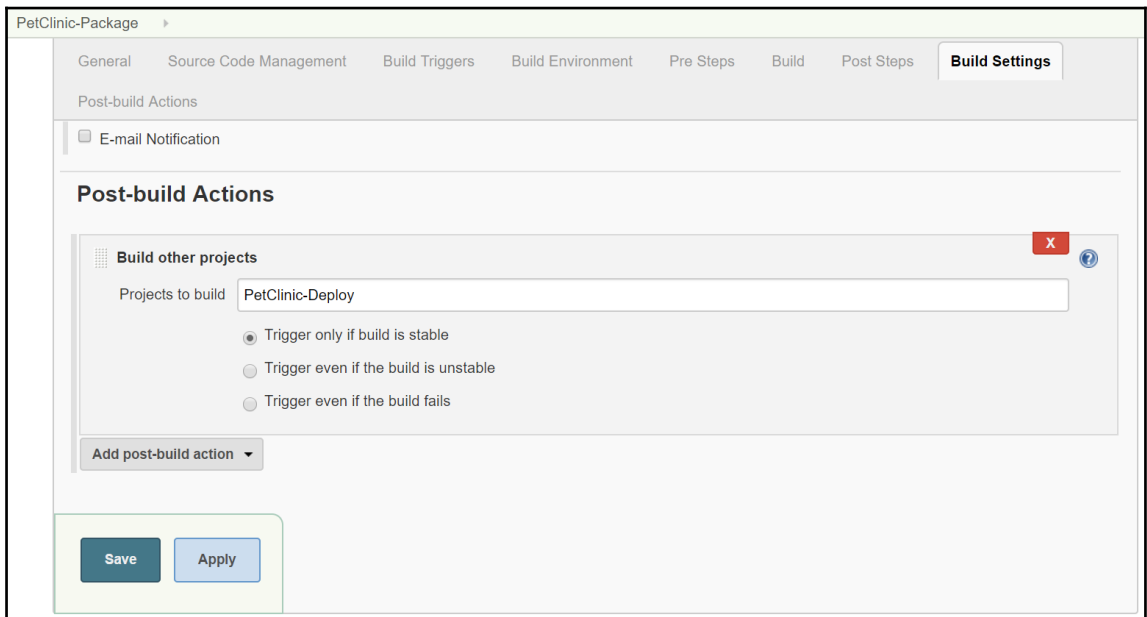 PetClinic-Package
General Source Code Management Build Triggers Build Environment Pre Steps Build Post Steps Build Settings
Post-build Actions
E-mail Notification
Post-build Actions
X
Build other projects
?
Projects to build PetClinic-Deploy
Trigger only if build is stable
Trigger even if the build is unstable
Trigger even if the build fails
Add post-build action
Save Apply